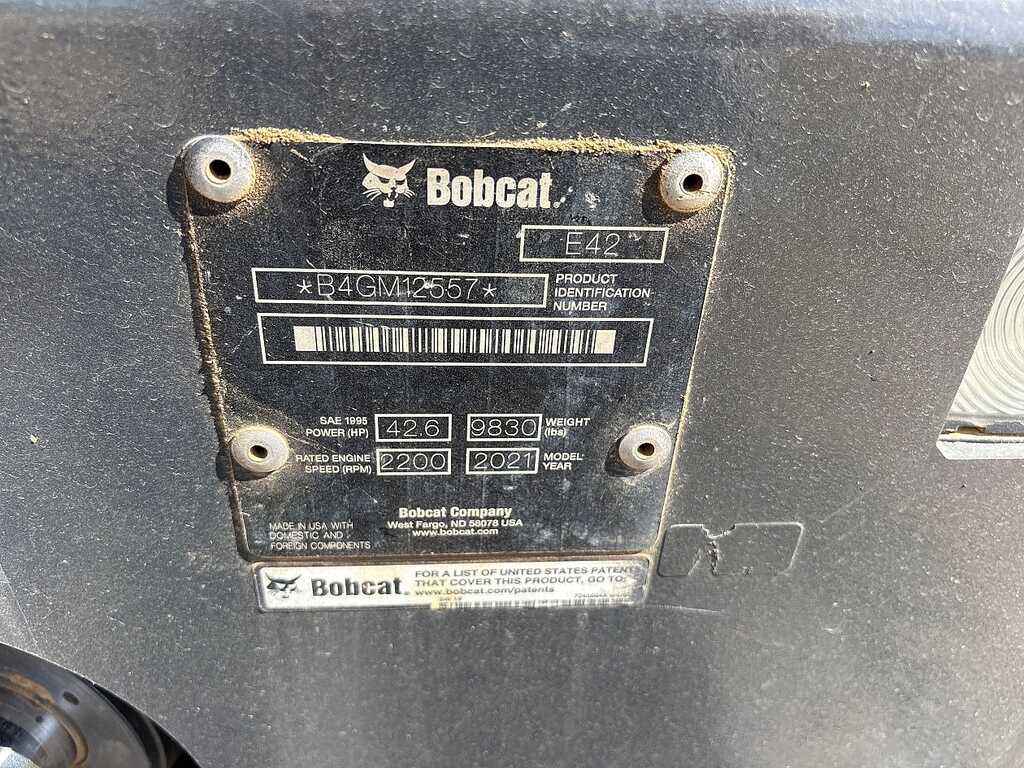 Bobcat
E42
*B4GM12557*
PRODUCT
IDENTIFICATION
NUMBER
SAE 1995
POWER (HP)
42.6
9830
WEIGHT
(lbs)
RATED ENGINE
SPEED (RPM)
2200
2021
MODEL
YEAR
Bobcat Company
West Fargo, ND 58078 USA
www.bobcat.com
MADE IN USA WITH
DOMESTIC AND
FOREIGN COMPONENTS
Bobcat
FOR A LIST OF UNITED STATES PATENT
THAT COVER THIS PRODUCT, GO TO:
www.bobcat.com/patents